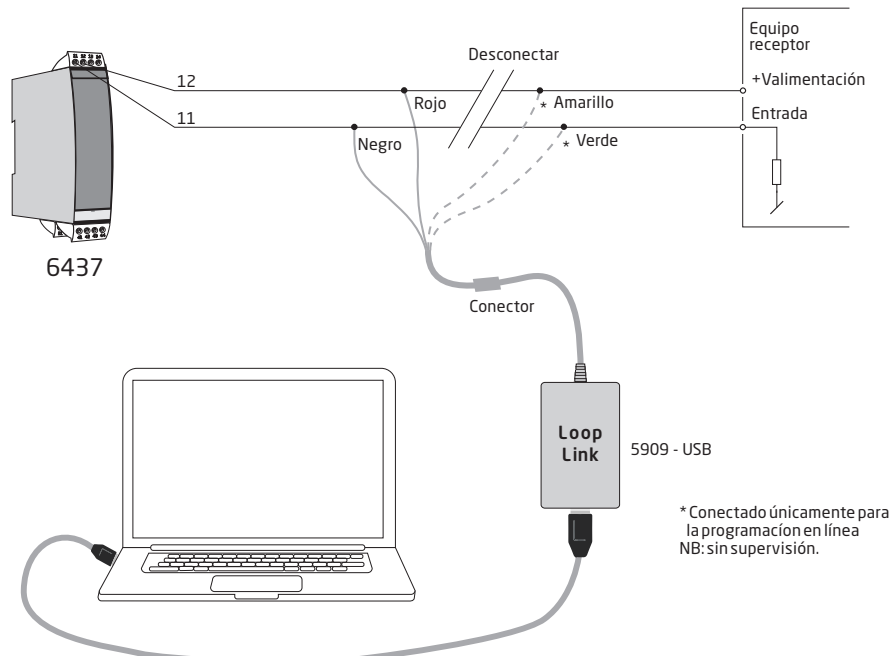 Equipo
receptor
Desconectar
+Valimentación
12
Rojo
* Amarillo
Entrada
11
Negro
* Verde
6437
Conector
Loop
Link
5909 - USB
* Conectado únicamente para
la programacíon en línea
NB: sin supervisión.